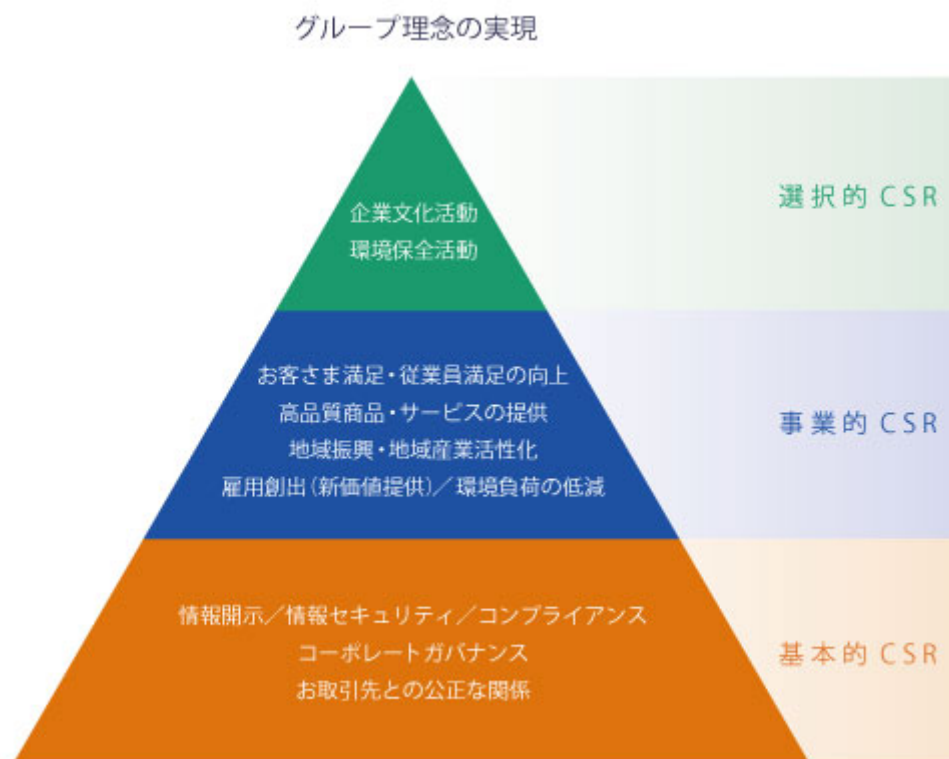 グループ理念の実現
企業文化活動
環境保全活動
選択的 CSR
お客さま満足・従業員満足の向上
高品質商品・サービスの提供
地域振興・地域産業活性化
雇用創出(新価値提供)／環境負荷の低減
事業的 CSR
情報開示／情報セキュリティ／コンプライアンス
コーポレートガバナンス
お取引先との公正な関係
基本的 CSR